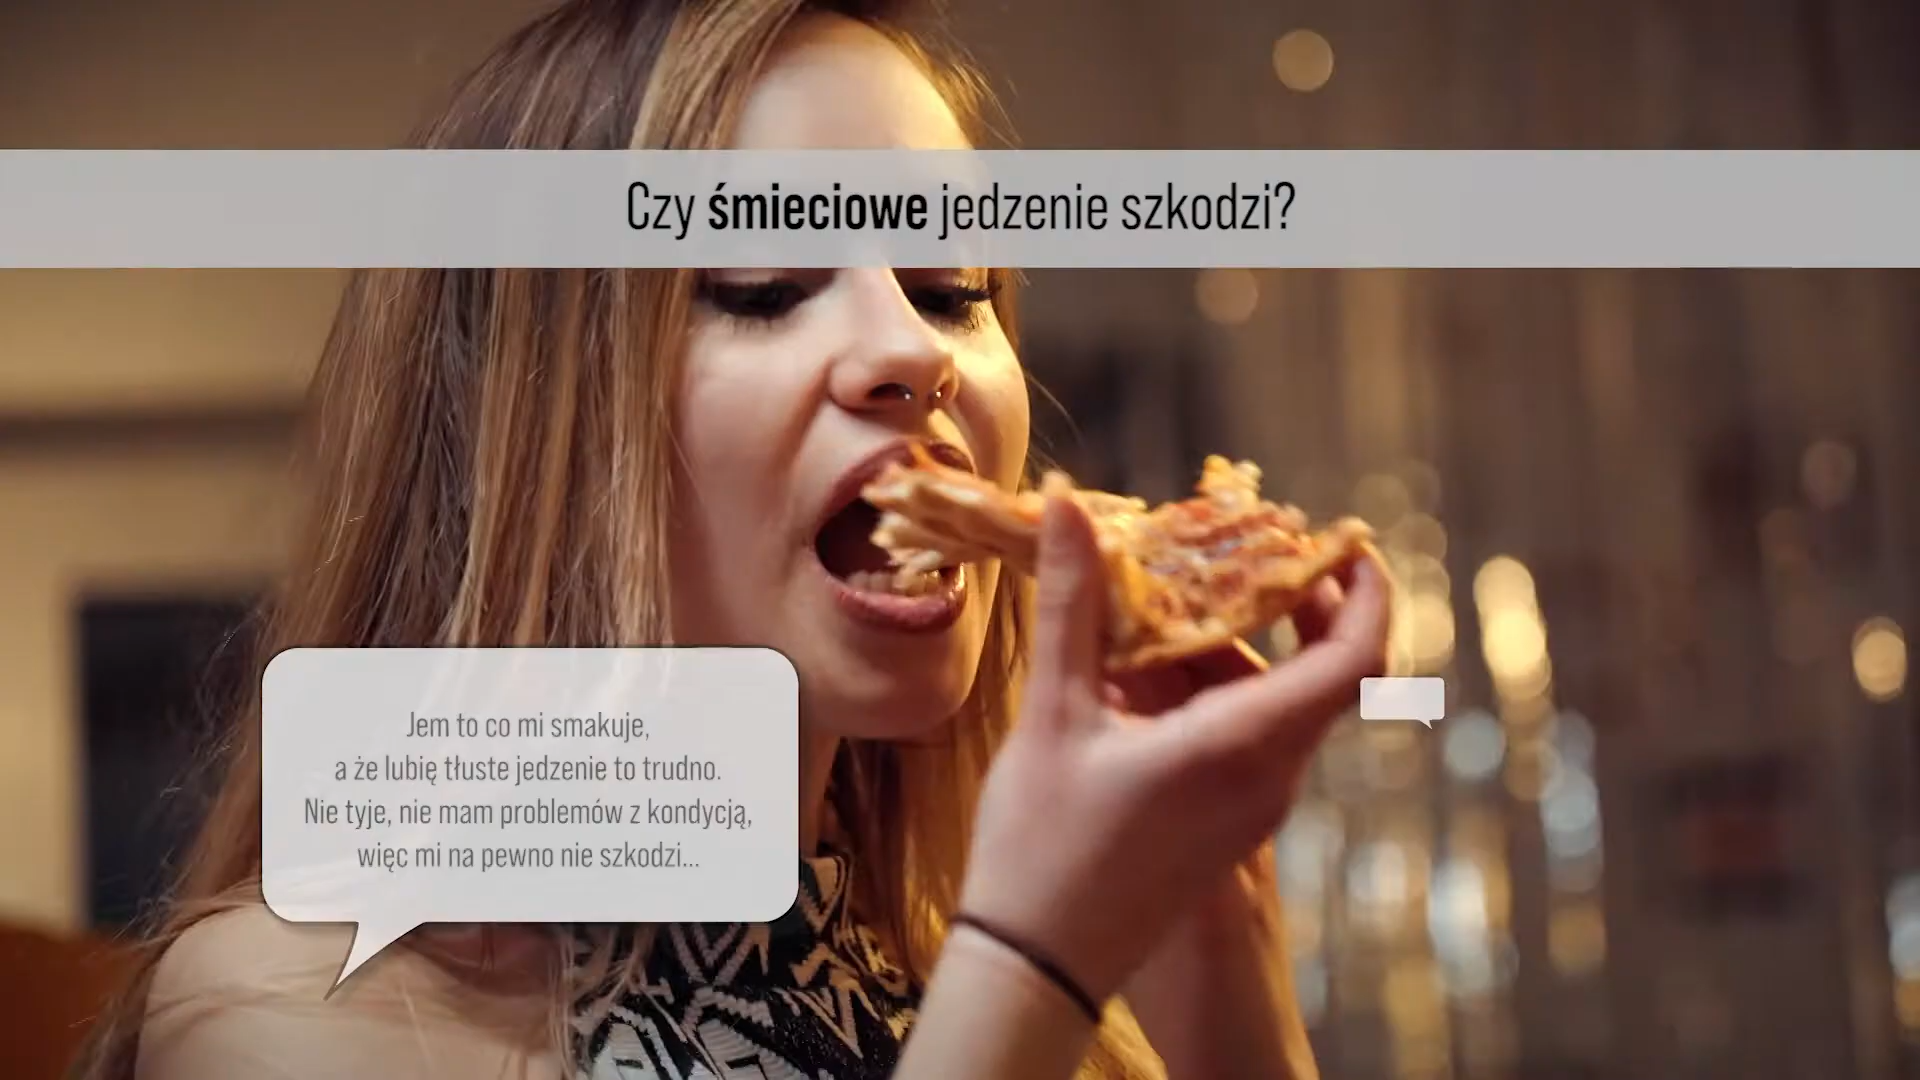 Czy śmieciowe jedzenie szkodzi?
Jem to co mi smakuje,
a że lubię tłuste jedzenie to trudno.
Nie tyje, nie mam problemów z kondycją,
więc mi na pewno nie szkodzi...